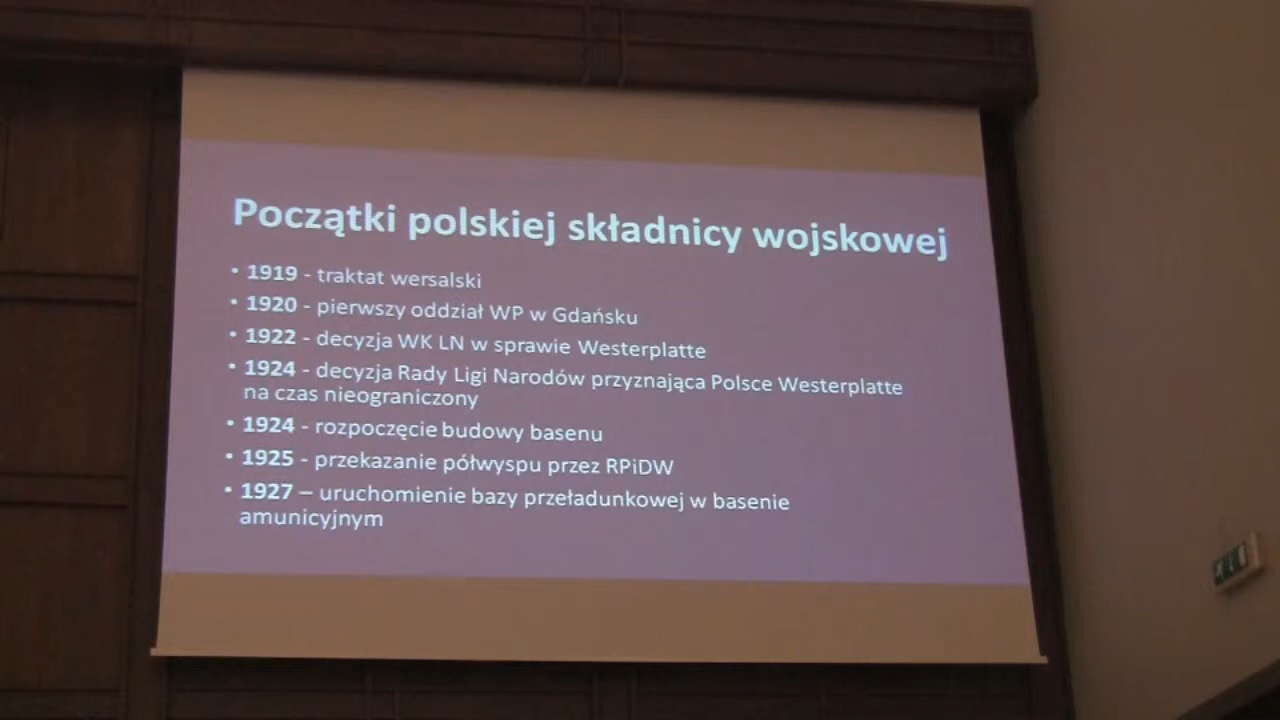 Początki polskiej składnicy wojskowej
• 1919 - traktat wersalski
• 1920 - pierwszy oddział WP w Gdańsku
• 1922 - decyzja WK LN w sprawie Westerplatte
• 1924 - decyzja Rady Ligi Narodów przyznająca Polsce Westerplatte
na czas nieograniczony
• 1924 - rozpoczęcie budowy basenu
• 1925 - przekazanie półwyspu przez RPiDW
• 1927 – uruchomienie bazy przeładunkowej w basenie
amunicyjnym